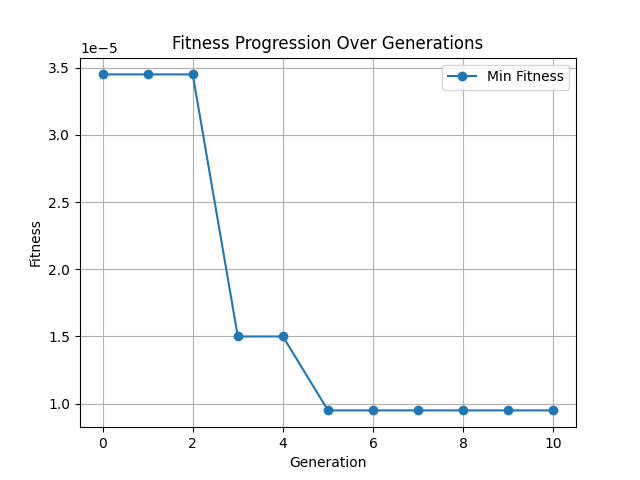 Fitness Progression Over Generations
1e−5
Min Fitness
3.5
3.0
2.5
2.0
1.5
1.0
Fitness
0 2 4 6 8 10
Generation